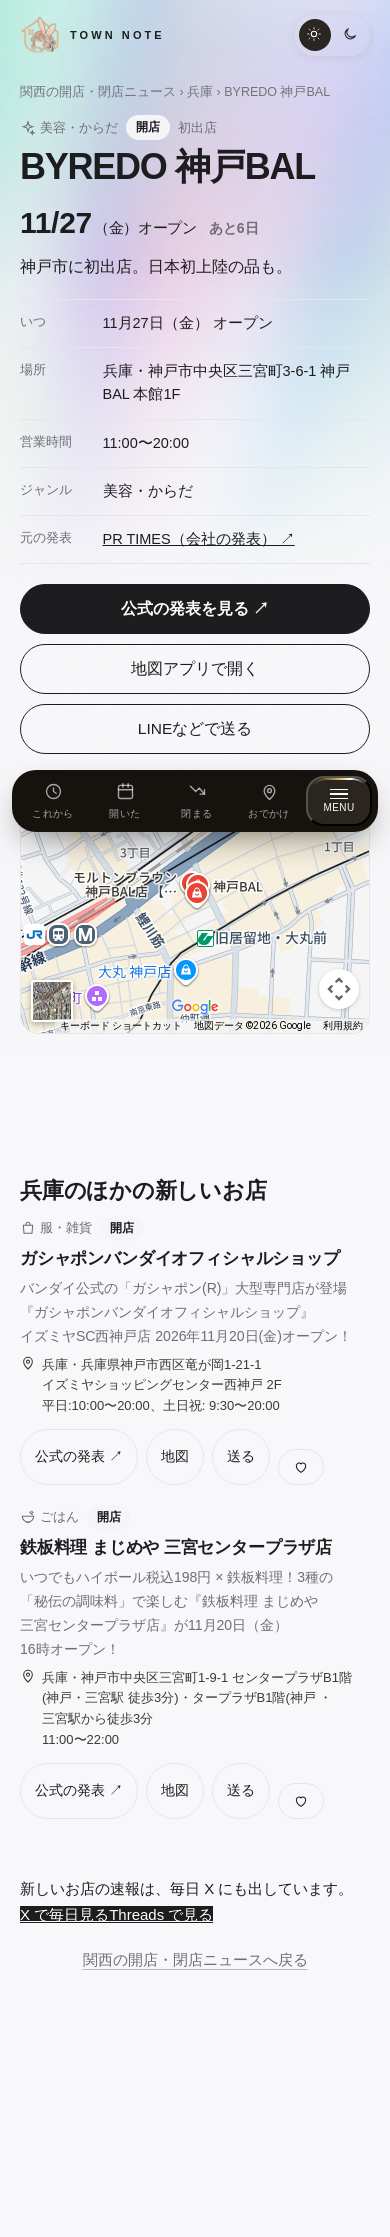 TOWN NOTE
関西の開店・閉店ニュース › 兵庫 › BYREDO 神戸BAL
美容・からだ 開店 初出店
BYREDO 神戸BAL
11/27（金）オープン あと6日
神戸市に初出店。日本初上陸の品も。
いつ 11月27日（金） オープン
場所 兵庫・神戸市中央区三宮町3-6-1 神戸
BAL 本館1F
営業時間 11:00〜20:00
ジャンル 美容・からだ
元の発表 PR TIMES（会社の発表） ↗
公式の発表を見る ↗
地図アプリで開く
LINEなどで送る
これから 開いた 閉まる おでかけ MENU
3丁目
1丁目
モルトンブラウン
神戸BAL店 【…
神戸BAL
鯉川筋
JR
M
旧居留地・大丸前
幹線
大丸 神戸店
町
南京東路
仲町通
Google
キーボード ショートカット 地図データ ©2026 Google 利用規約
兵庫のほかの新しいお店
服・雑貨 開店
ガシャポンバンダイオフィシャルショップ
バンダイ公式の「ガシャポン(R)」大型専門店が登場
『ガシャポンバンダイオフィシャルショップ』
イズミヤSC西神戸店 2026年11月20日(金)オープン！
兵庫・兵庫県神戸市西区竜が岡1-21-1
イズミヤショッピングセンター西神戸 2F
平日:10:00〜20:00、土日祝: 9:30〜20:00
公式の発表 ↗ 地図 送る
ごはん 開店
鉄板料理 まじめや 三宮センタープラザ店
いつでもハイボール税込198円 × 鉄板料理！3種の
「秘伝の調味料」で楽しむ『鉄板料理 まじめや
三宮センタープラザ店』が11月20日（金）
16時オープン！
兵庫・神戸市中央区三宮町1-9-1 センタープラザB1階
(神戸・三宮駅 徒歩3分)・タープラザB1階(神戸 ・
三宮駅から徒歩3分
11:00〜22:00
公式の発表 ↗ 地図 送る
新しいお店の速報は、毎日 X にも出しています。
X で毎日見るThreads で見る
関西の開店・閉店ニュースへ戻る